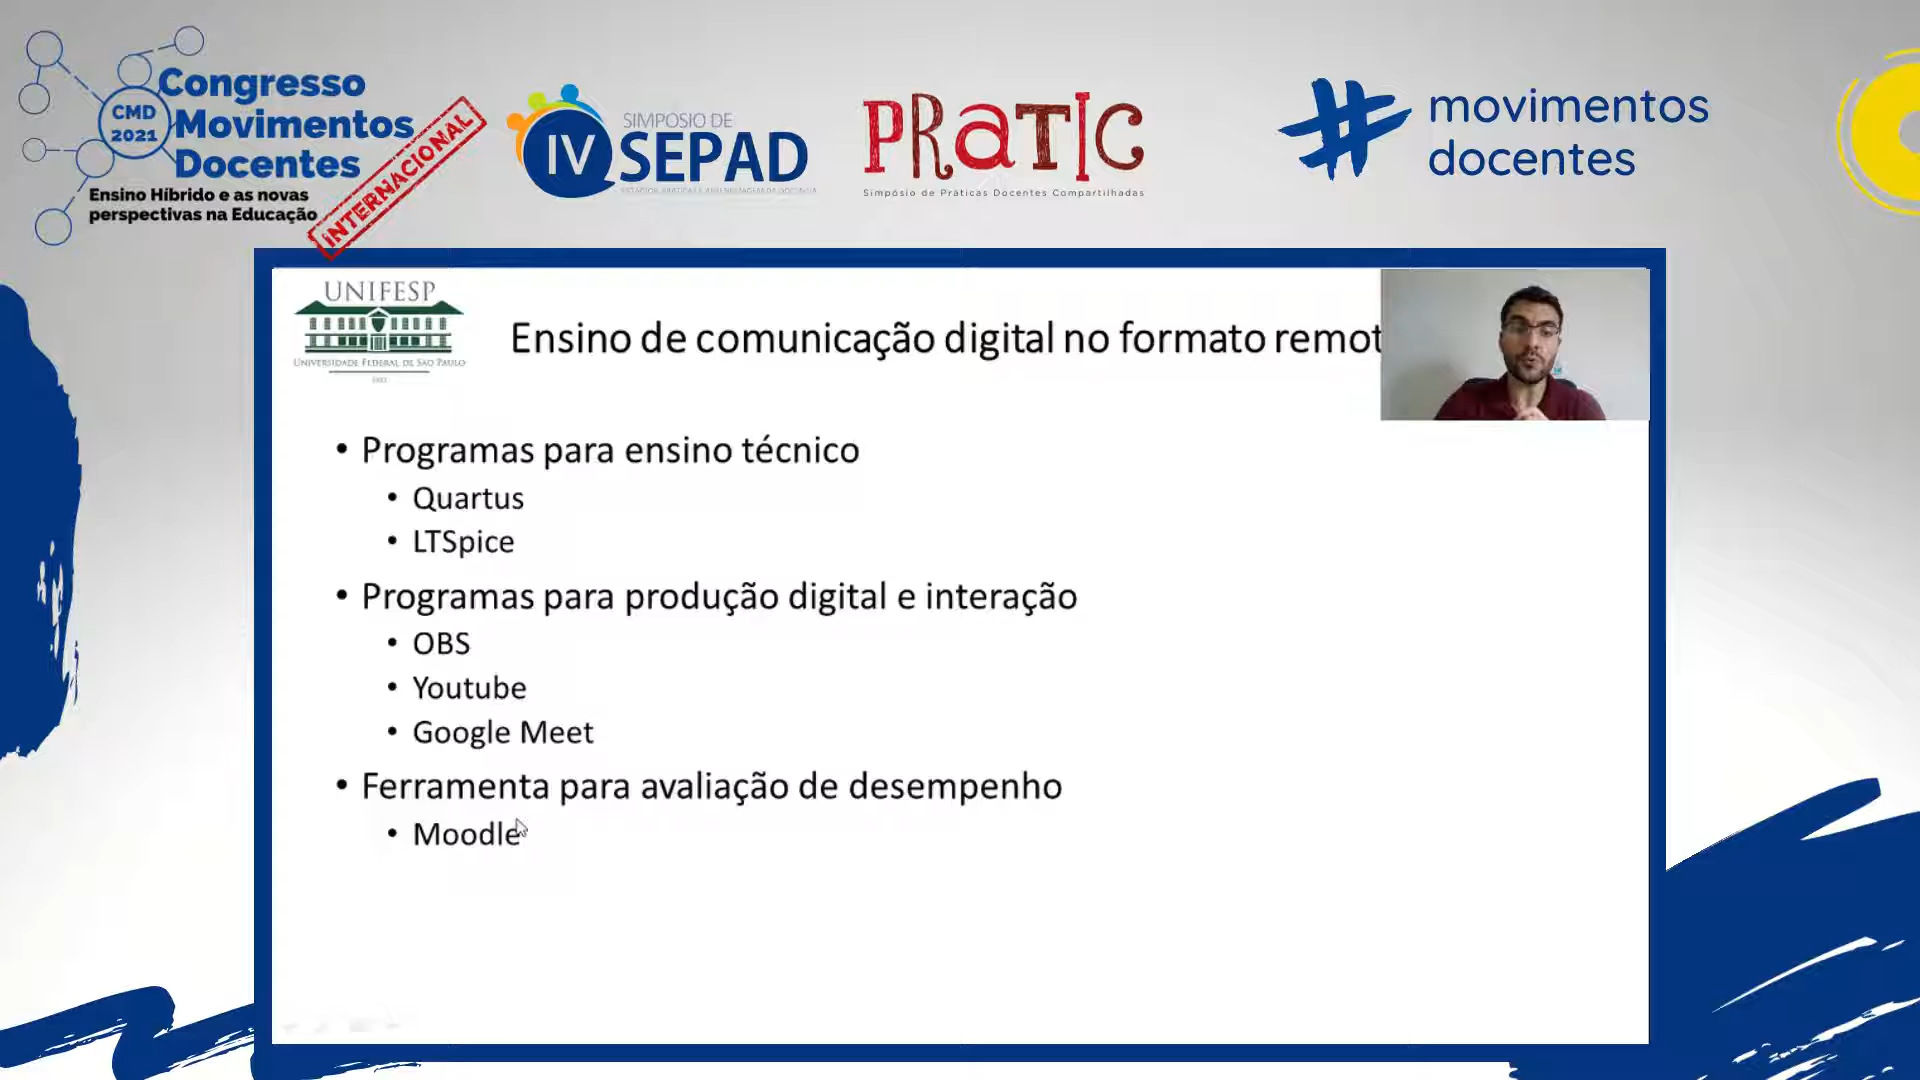 Congresso
CMD
2021
Movimentos
Docentes
INTERNACIONAL
Ensino Híbrido e as novas
perspectivas na Educação
IV
SIMPÓSIO DE
SEPAD
PRATIC
Simpósio de Práticas Docentes Compartilhadas
movimentos
docentes
UNIFESP
UNIVERSIDADE FEDERAL DE SÃO PAULO
Ensino de comunicação digital no formato remot
• Programas para ensino técnico
• Quartus
• LTSpice
• Programas para produção digital e interação
• OBS
• Youtube
• Google Meet
• Ferramenta para avaliação de desempenho
• Moodle